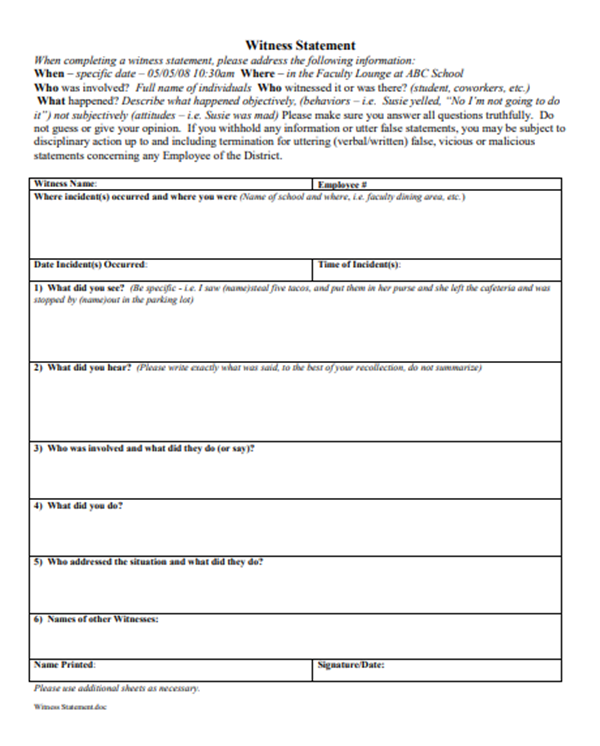 Witness Statement
When completing a witness statement, please address the following information:
When – specific date – 05/05/08 10:30am  Where – in the Faculty Lounge at ABC School
Who was involved?  Full name of individuals  Who witnessed it or was there? (student, coworkers, etc.)
What happened? Describe what happened objectively, (behaviors – i.e.  Susie yelled, “No I’m not going to do
it”) not subjectively (attitudes – i.e. Susie was mad) Please make sure you answer all questions truthfully.  Do
not guess or give your opinion.  If you withhold any information or utter false statements, you may be subject to
disciplinary action up to and including termination for uttering (verbal/written) false, vicious or malicious
statements concerning any Employee of the District.
Witness Name:  Employee #
Where incident(s) occurred and where you were (Name of school and where, i.e. faculty dining area, etc.)
Date Incident(s) Occurred:  Time of Incident(s):
1)  What did you see?  (Be specific - i.e. I saw (name)steal five tacos, and put them in her purse and she left the cafeteria and was
stopped by (name)out in the parking lot)
2)  What did you hear?  (Please write exactly what was said, to the best of your recollection, do not summarize)
3)  Who was involved and what did they do (or say)?
4)  What did you do?
5)  Who addressed the situation and what did they do?
6)  Names of other Witnesses:
Name Printed:  Signature/Date:
Please use additional sheets as necessary.
Witness Statement.doc